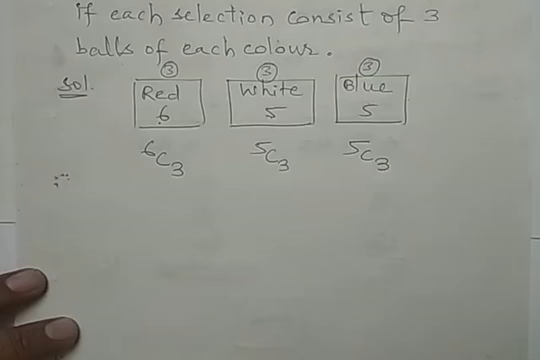 if each selection consist of 3
balls of each colour.
Sol. ③ ③ ③
Red White Blue
6 5 5
⁶C₃ ⁵C₃ ⁵C₃
∴